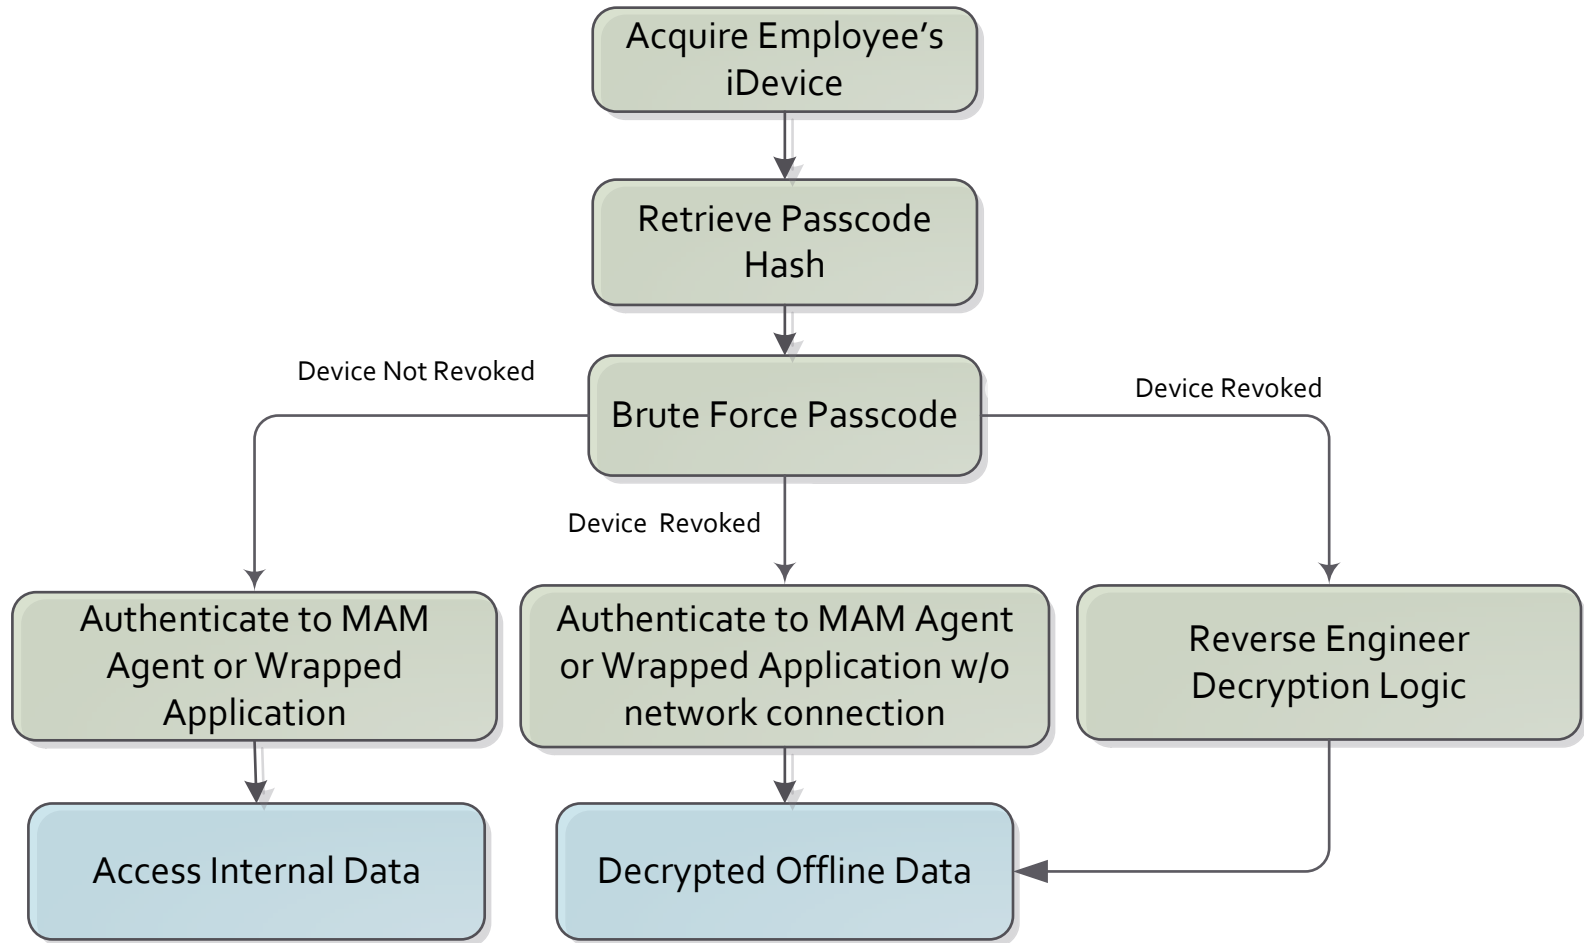 Acquire Employee’s
iDevice
Retrieve Passcode
Hash
Device Not Revoked
Brute Force Passcode
Device Revoked
Device  Revoked
Authenticate to MAM
Agent or Wrapped
Application
Authenticate to MAM Agent
or Wrapped Application w/o
network connection
Reverse Engineer
Decryption Logic
Access Internal Data
Decrypted Offline Data